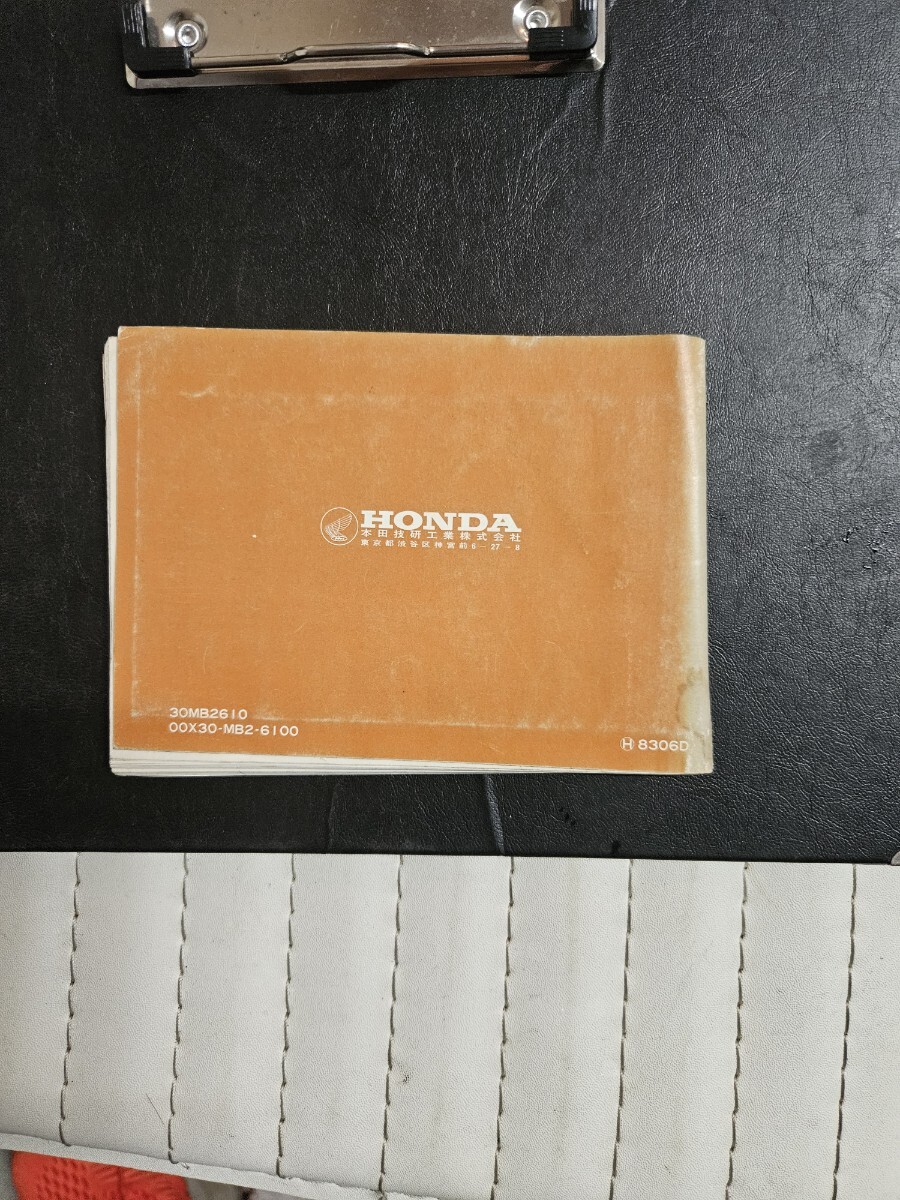 HONDA
本田技研工業株式会社
東京都渋谷区神宮前6-27-8
30MB2610
00X30-MB2-6100
Ⓗ 8306D